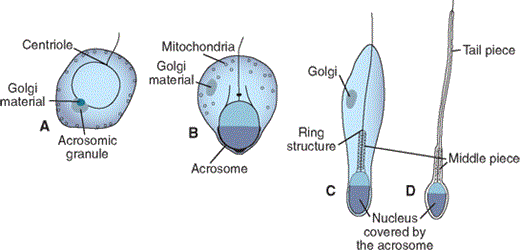 Centriole
Golgi
material
A
Acrosomic
granule
Mitochondria
Golgi
material
B
Acrosome
Golgi
Ring
structure
C
Tail piece
Middle piece
D
Nucleus
covered by
the acrosome